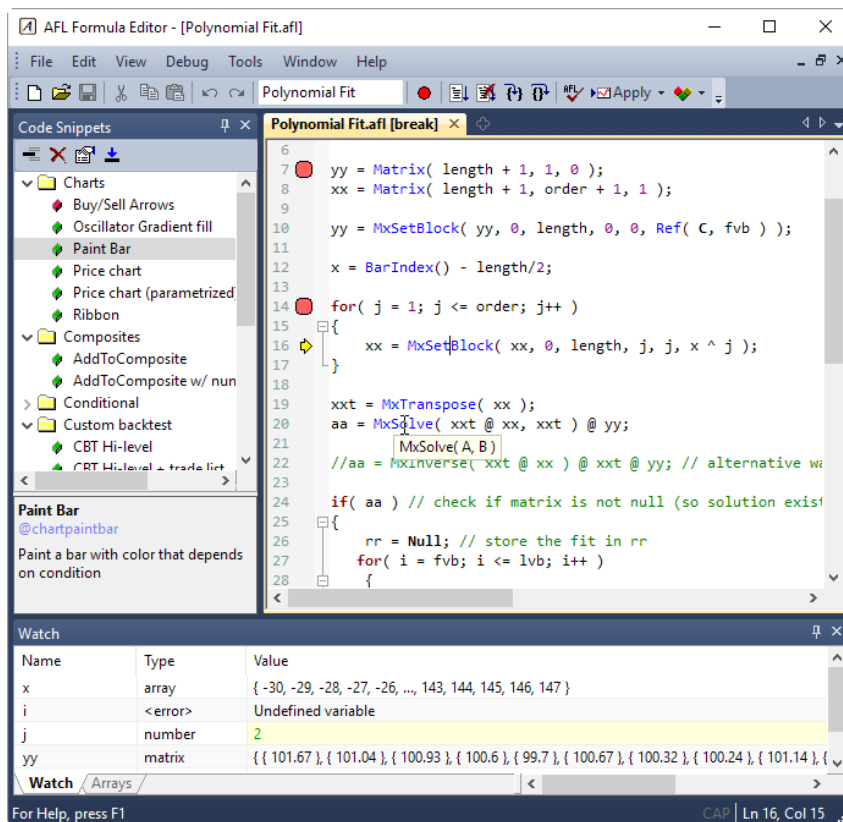 AFL Formula Editor - [Polynomial Fit.afl]
File Edit View Debug Tools Window Help
Polynomial Fit
AFL
Apply
Code Snippets
Charts
Buy/Sell Arrows
Oscillator Gradient fill
Paint Bar
Price chart
Price chart (parametrized)
Ribbon
Composites
AddToComposite
AddToComposite w/ num
Conditional
Custom backtest
CBT Hi-level
CBT Hi-level + trade list
Paint Bar
@chartpaintbar
Paint a bar with color that depends
on condition
Polynomial Fit.afl [break]
6
7 yy = Matrix( length + 1, 1, 0 );
8 xx = Matrix( length + 1, order + 1, 1 );
9
10 yy = MxSetBlock( yy, 0, length, 0, 0, Ref( C, fvb ) );
11
12 x = BarIndex() - length/2;
13
14 for( j = 1; j <= order; j++ )
15 {
16 xx = MxSetBlock( xx, 0, length, j, j, x ^ j );
17 }
18
19 xxt = MxTranspose( xx );
20 aa = MxSolve( xxt @ xx, xxt ) @ yy;
21
MxSolve( A, B )
22 //aa = MxInverse( xxt @ xx ) @ xxt @ yy; // alternative wa
23
24 if( aa ) // check if matrix is not null (so solution exist
25 {
26 rr = Null; // store the fit in rr
27 for( i = fvb; i <= lvb; i++ )
28 {
Watch
Name Type Value
x array { -30, -29, -28, -27, -26, ..., 143, 144, 145, 146, 147 }
i <error> Undefined variable
j number 2
yy matrix { { 101.67 }, { 101.04 }, { 100.93 }, { 100.6 }, { 99.7 }, { 100.67 }, { 100.32 }, { 100.24 }, { 101.14 }, {
Watch Arrays
For Help, press F1
CAP Ln 16, Col 15